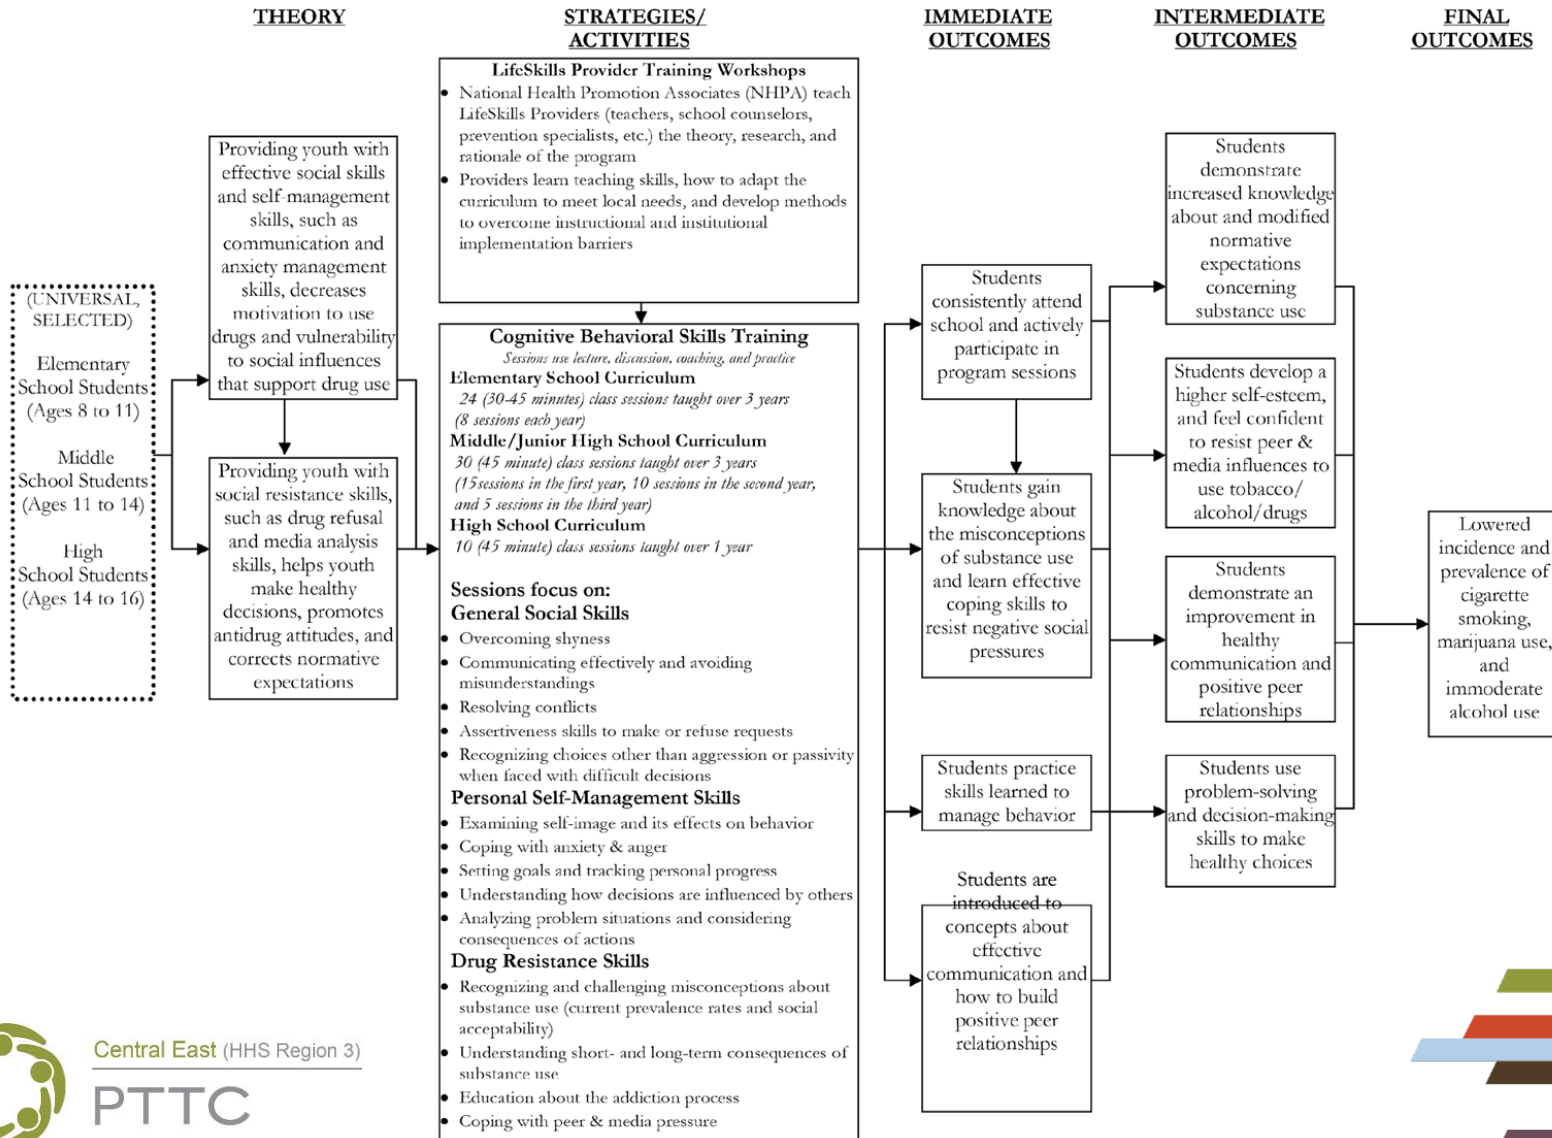 THEORY
STRATEGIES/
ACTIVITIES
IMMEDIATE
OUTCOMES
INTERMEDIATE
OUTCOMES
FINAL
OUTCOMES
(UNIVERSAL,
SELECTED)
Elementary
School Students
(Ages 8 to 11)
Middle
School Students
(Ages 11 to 14)
High
School Students
(Ages 14 to 16)
Providing youth with
effective social skills
and self-management
skills, such as
communication and
anxiety management
skills, decreases
motivation to use
drugs and vulnerability
to social influences
that support drug use
Providing youth with
social resistance skills,
such as drug refusal
and media analysis
skills, helps youth
make healthy
decisions, promotes
antidrug attitudes, and
corrects normative
expectations
LifeSkills Provider Training Workshops
• National Health Promotion Associates (NHPA) teach
LifeSkills Providers (teachers, school counselors,
prevention specialists, etc.) the theory, research, and
rationale of the program
• Providers learn teaching skills, how to adapt the
curriculum to meet local needs, and develop methods
to overcome instructional and institutional
implementation barriers
Cognitive Behavioral Skills Training
Sessions use lecture, discussion, coaching, and practice
Elementary School Curriculum
24 (30-45 minutes) class sessions taught over 3 years
(8 sessions each year)
Middle/Junior High School Curriculum
30 (45 minute) class sessions taught over 3 years
(15sessions in the first year, 10 sessions in the second year,
and 5 sessions in the third year)
High School Curriculum
10 (45 minute) class sessions taught over 1 year
Sessions focus on:
General Social Skills
• Overcoming shyness
• Communicating effectively and avoiding
misunderstandings
• Resolving conflicts
• Assertiveness skills to make or refuse requests
• Recognizing choices other than aggression or passivity
when faced with difficult decisions
Personal Self-Management Skills
• Examining self-image and its effects on behavior
• Coping with anxiety & anger
• Setting goals and tracking personal progress
• Understanding how decisions are influenced by others
• Analyzing problem situations and considering
consequences of actions
Drug Resistance Skills
• Recognizing and challenging misconceptions about
substance use (current prevalence rates and social
acceptability)
• Understanding short- and long-term consequences of
substance use
• Education about the addiction process
• Coping with peer & media pressure
Students
consistently attend
school and actively
participate in
program sessions
Students gain
knowledge about
the misconceptions
of substance use
and learn effective
coping skills to
resist negative social
pressures
Students practice
skills learned to
manage behavior
Students are
introduced to
concepts about
effective
communication and
how to build
positive peer
relationships
Students
demonstrate
increased knowledge
about and modified
normative
expectations
concerning
substance use
Students develop a
higher self-esteem,
and feel confident
to resist peer &
media influences to
use tobacco/
alcohol/drugs
Students
demonstrate an
improvement in
healthy
communication and
positive peer
relationships
Students use
problem-solving
and decision-making
skills to make
healthy choices
Lowered
incidence and
prevalence of
cigarette
smoking,
marijuana use,
and
immoderate
alcohol use
Central East (HHS Region 3)
PTTC